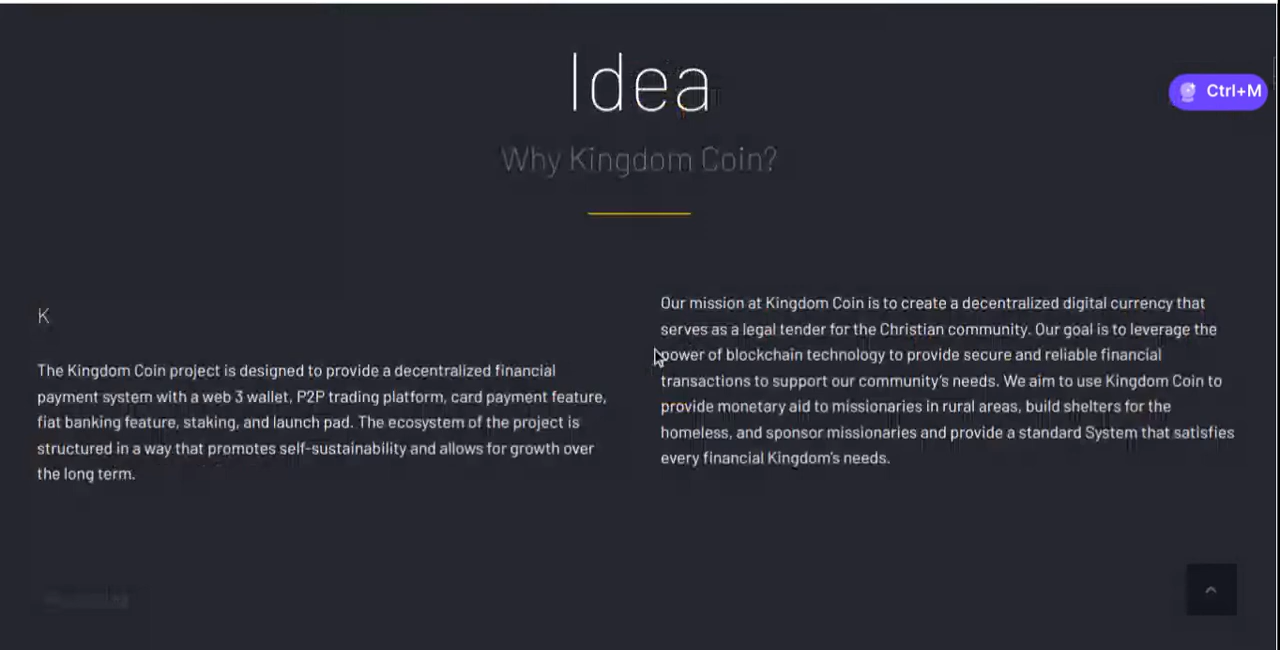 Idea
Ctrl+M
Why Kingdom Coin?
K
The Kingdom Coin project is designed to provide a decentralized financial
payment system with a web 3 wallet, P2P trading platform, card payment feature,
fiat banking feature, staking, and launch pad. The ecosystem of the project is
structured in a way that promotes self-sustainability and allows for growth over
the long term.
Our mission at Kingdom Coin is to create a decentralized digital currency that
serves as a legal tender for the Christian community. Our goal is to leverage the
power of blockchain technology to provide secure and reliable financial
transactions to support our community's needs. We aim to use Kingdom Coin to
provide monetary aid to missionaries in rural areas, build shelters for the
homeless, and sponsor missionaries and provide a standard System that satisfies
every financial Kingdom's needs.